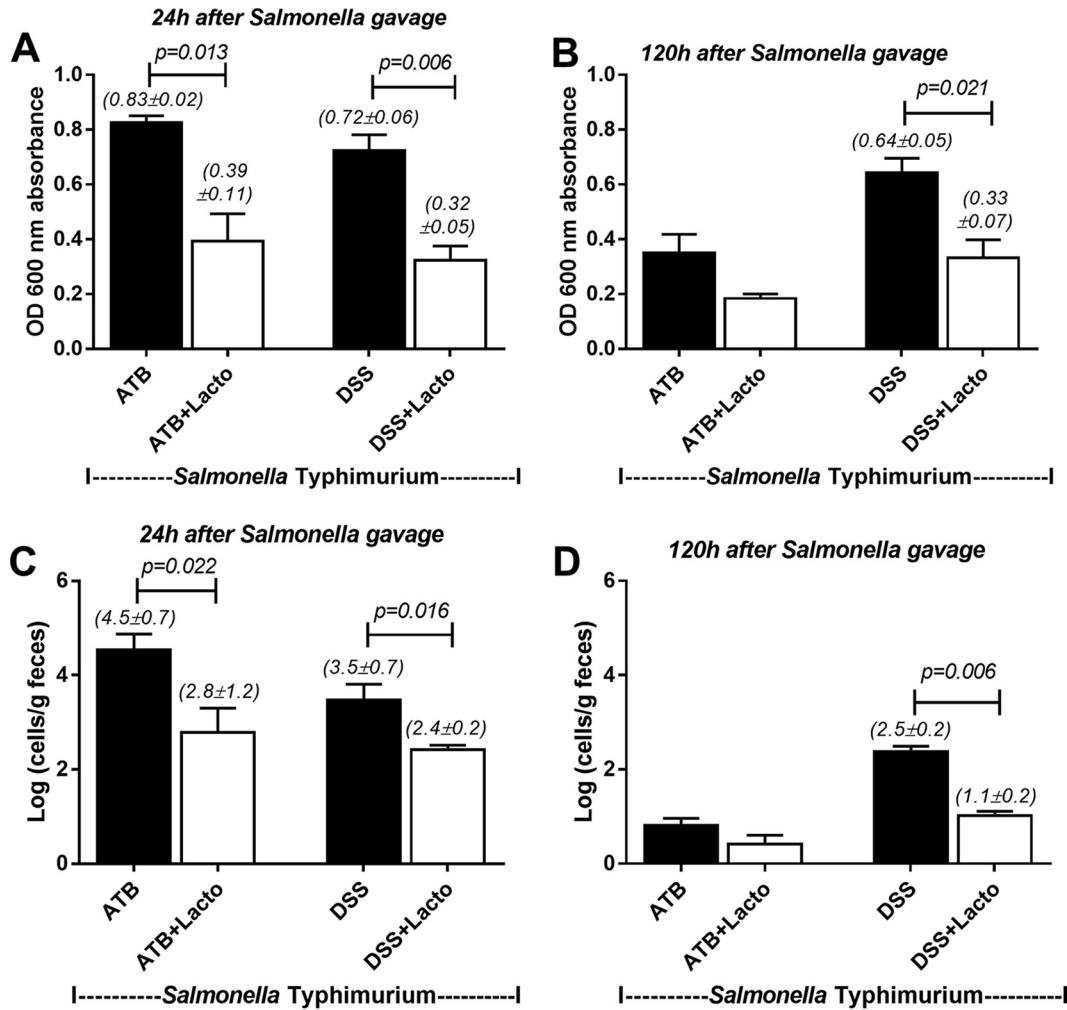 A
24h after Salmonella gavage
p=0.013
p=0.006
(0.83±0.02)
(0.72±0.06)
(0.39
±0.11)
(0.32
±0.05)
OD 600 nm absorbance
1.0
0.8
0.6
0.4
0.2
0.0
ATB
ATB+Lacto
DSS
DSS+Lacto
I----------Salmonella Typhimurium----------I
B
120h after Salmonella gavage
p=0.021
(0.64±0.05)
(0.33
±0.07)
OD 600 nm absorbance
1.0
0.8
0.6
0.4
0.2
0.0
ATB
ATB+Lacto
DSS
DSS+Lacto
I----------Salmonella Typhimurium----------I
C
24h after Salmonella gavage
p=0.022
p=0.016
(4.5±0.7)
(3.5±0.7)
(2.8±1.2)
(2.4±0.2)
Log (cells/g feces)
6
4
2
0
ATB
ATB+Lacto
DSS
DSS+Lacto
I-----------Salmonella Typhimurium-----------I
D
120h after Salmonella gavage
p=0.006
(2.5±0.2)
(1.1±0.2)
Log (cells/g feces)
6
4
2
0
ATB
ATB+Lacto
DSS
DSS+Lacto
I-----------Salmonella Typhimurium-----------I